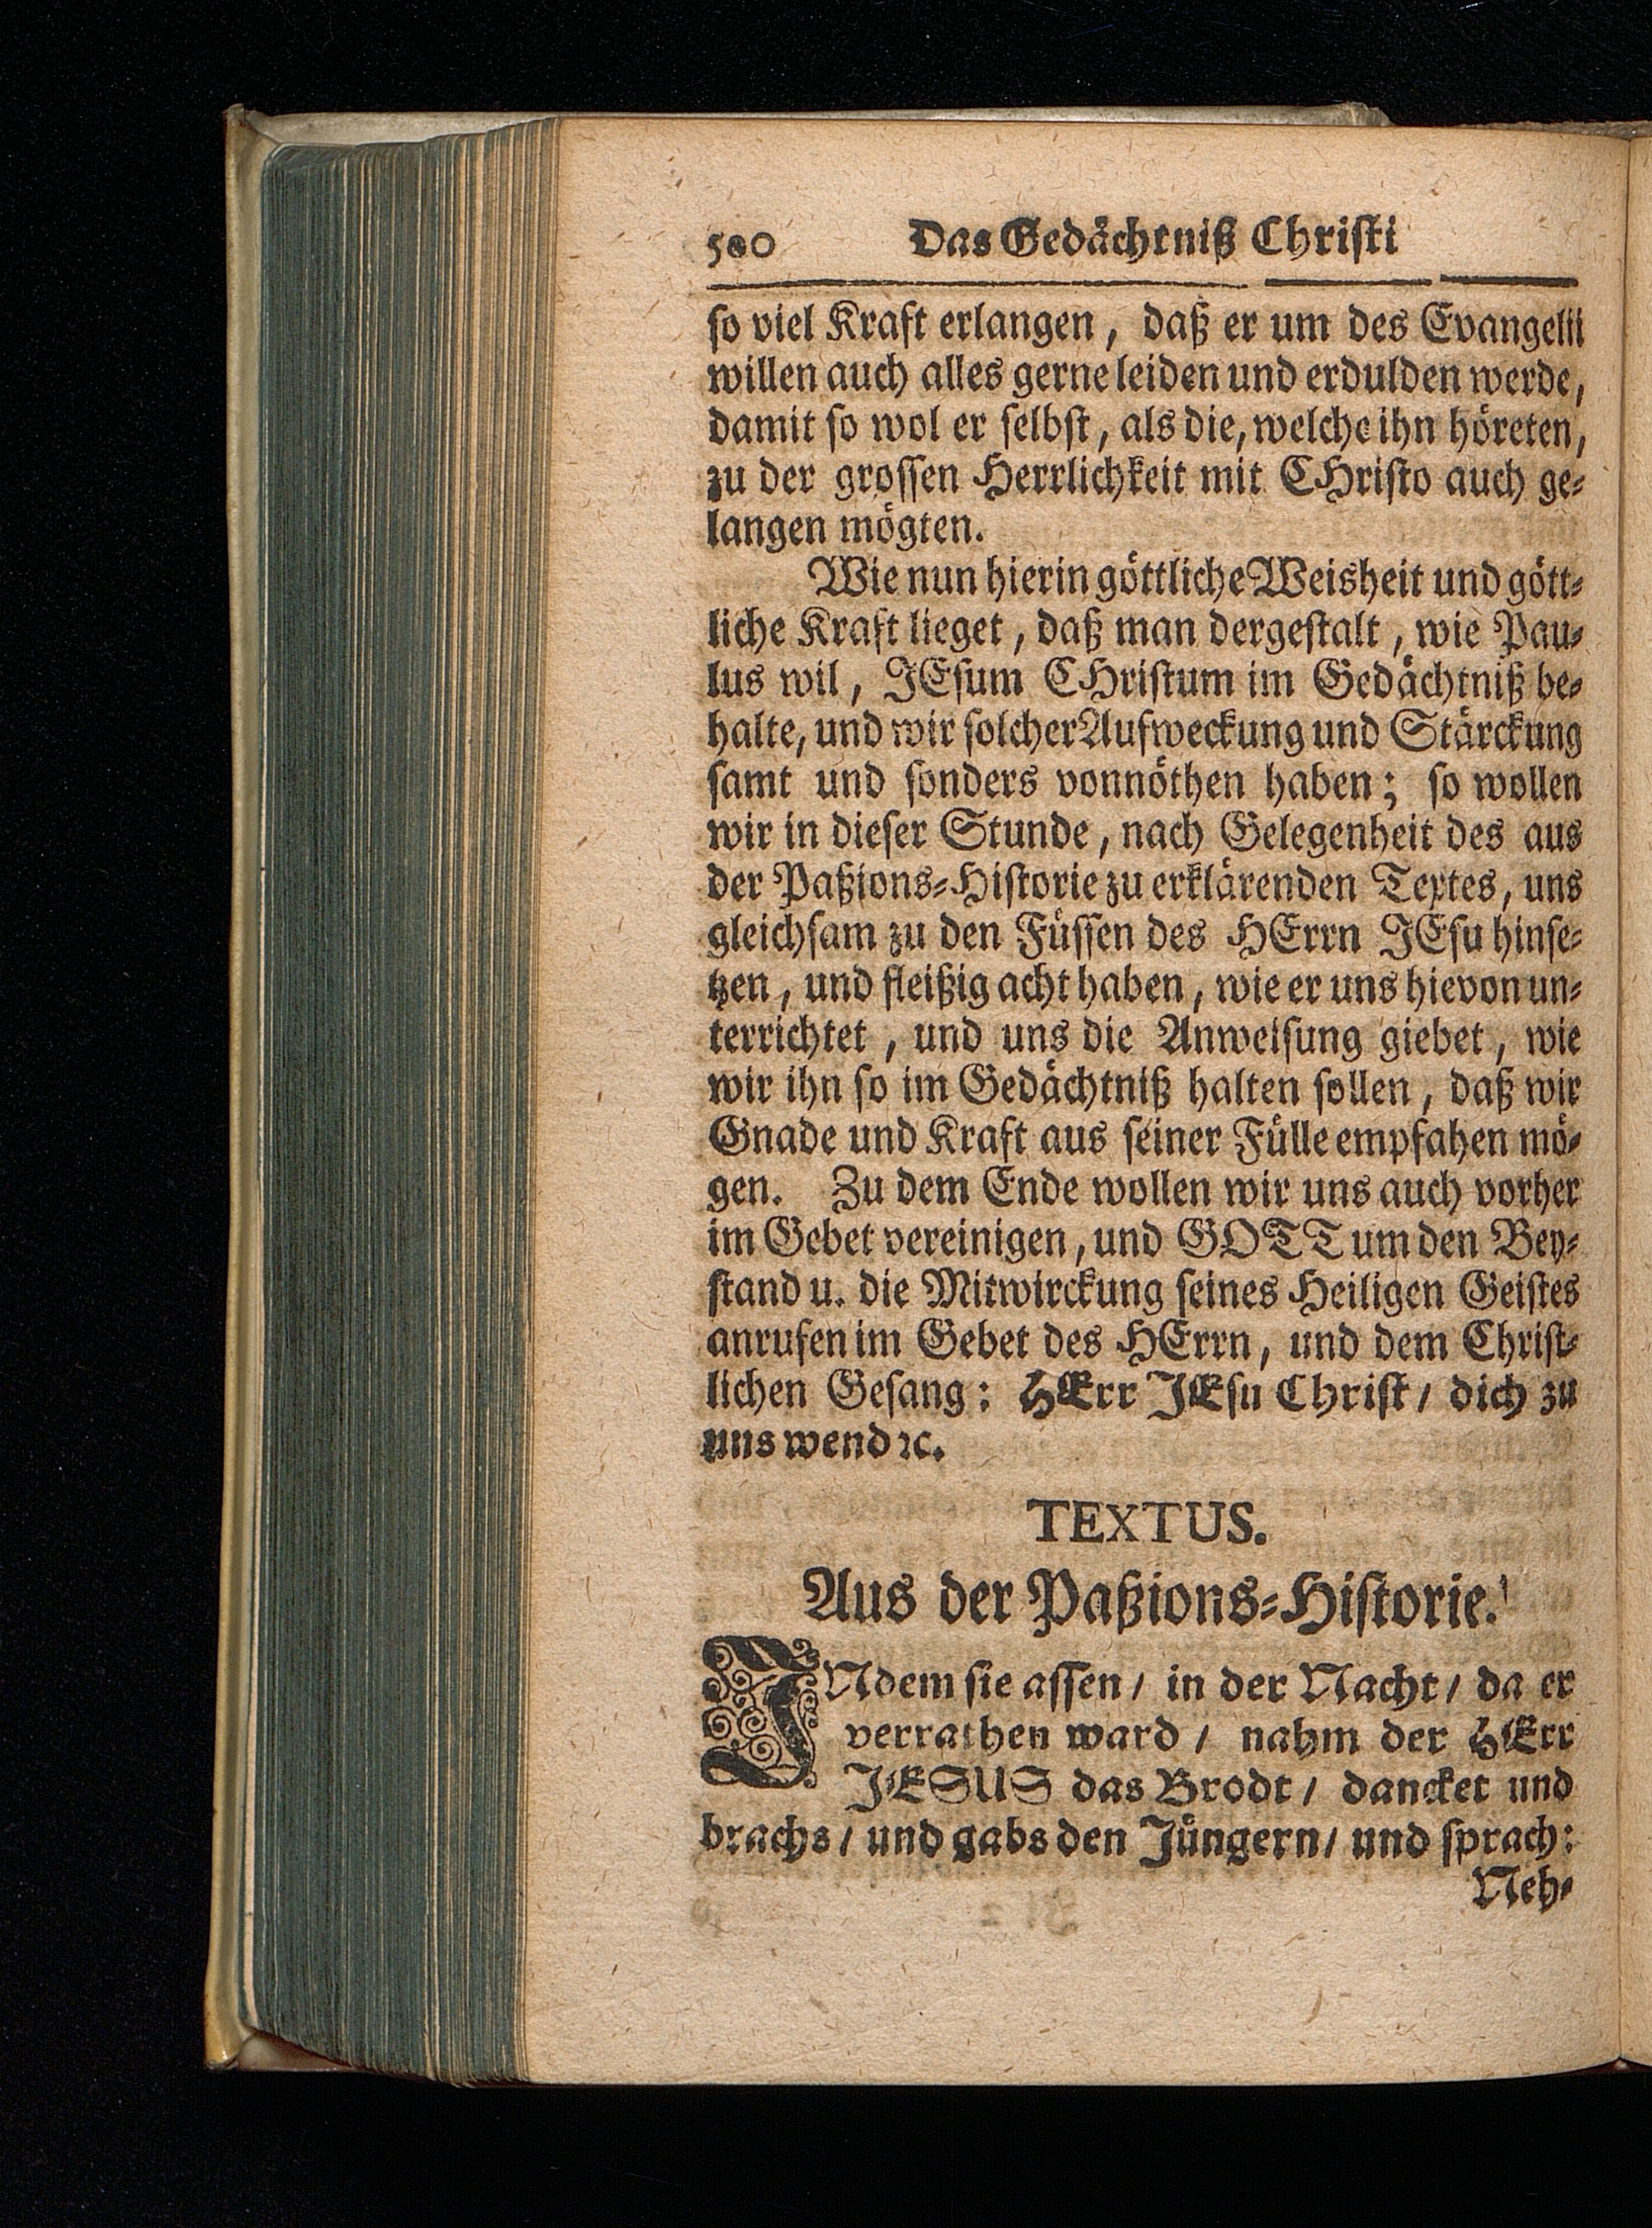 500 Das Gedächtniß Christi
so viel Kraft erlangen, daß er um des Evangelii
willen auch alles gerne leiden und erdulden werde,
damit so wol er selbst, als die, welche ihn höreten,
zu der grossen Herrlichkeit mit CHristo auch ge-
langen mögten.
Wie nun hierin göttliche Weisheit und gött-
liche Kraft lieget, daß man dergestalt, wie Pau-
lus wil, JEsum CHristum im Gedächtniß be-
halte, und wir solcher Aufweckung und Stärckung
samt und sonders vonnöthen haben; so wollen
wir in dieser Stunde, nach Gelegenheit des aus
der Paßions-Historie zu erklärenden Textes, uns
gleichsam zu den Füssen des HErrn JEsu hinse-
tzen, und fleißig acht haben, wie er uns hievon un-
terrichtet, und uns die Anweisung giebet, wie
wir ihn so im Gedächtniß halten sollen, daß wir
Gnade und Kraft aus seiner Fülle empfahen mö-
gen. Zu dem Ende wollen wir uns auch vorher
im Gebet vereinigen, und GOTT um den Bey-
stand u. die Mitwirckung seines Heiligen Geistes
anrufen im Gebet des HErrn, und dem Christ-
lichen Gesang: HErr JEsu Christ/ dich zu
uns wend ꝛc.
TEXTUS.
Aus der Paßions-Historie.
JNdem sie assen/ in der Nacht/ da er
verrathen ward/ nahm der HErr
JESUS das Brodt/ dancket und
brachs/ und gabs den Jüngern/ und sprach:
Neh-